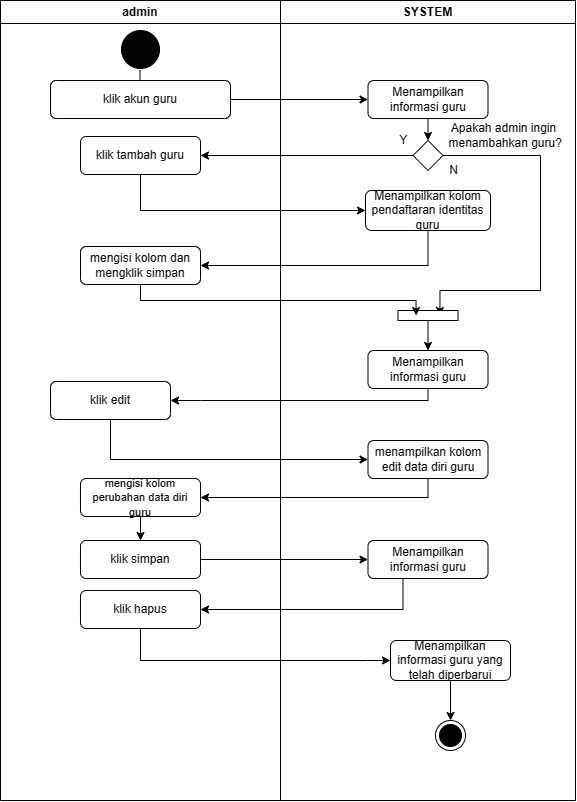 admin
SYSTEM
klik akun guru
Menampilkan
informasi guru
Apakah admin ingin
menambahkan guru?
Y
klik tambah guru
N
Menampilkan kolom
pendaftaran identitas
guru
mengisi kolom dan
mengklik simpan
Menampilkan
informasi guru
klik edit
menampilkan kolom
edit data diri guru
mengisi kolom
perubahan data diri
guru
klik simpan
Menampilkan
informasi guru
klik hapus
Menampilkan
informasi guru yang
telah diperbarui